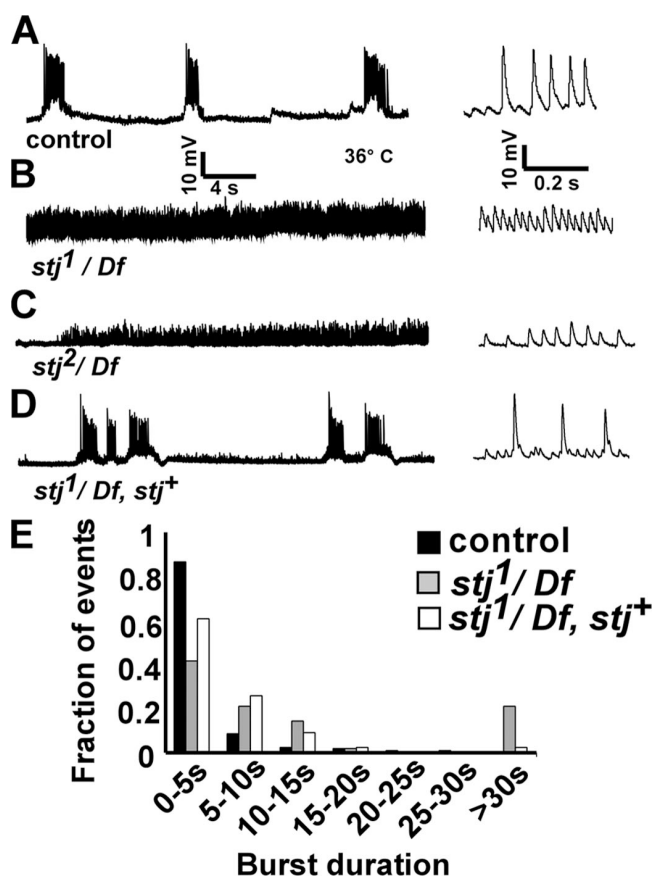 A
control
10 mV
4 s
36° C
10 mV
0.2 s
B
stj1 / Df
C
stj2/ Df
D
stj1/ Df, stj+
E
Fraction of events
1
0.8
0.6
0.4
0.2
0
control
stj1/ Df
stj1/ Df, stj+
0-5s
5-10s
10-15s
15-20s
20-25s
25-30s
>30s
Burst duration